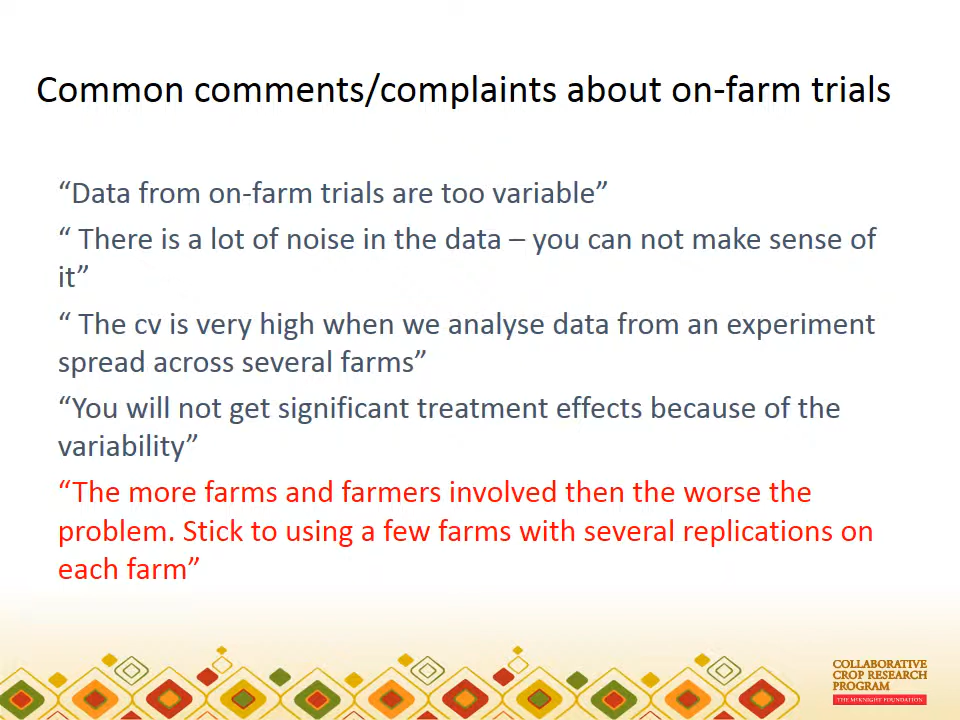 Common comments/complaints about on-farm trials
“Data from on-farm trials are too variable”
“ There is a lot of noise in the data – you can not make sense of
it”
“ The cv is very high when we analyse data from an experiment
spread across several farms”
“You will not get significant treatment effects because of the
variability”
“The more farms and farmers involved then the worse the
problem. Stick to using a few farms with several replications on
each farm”
COLLABORATIVE
CROP RESEARCH
PROGRAM
THE MCKNIGHT FOUNDATION